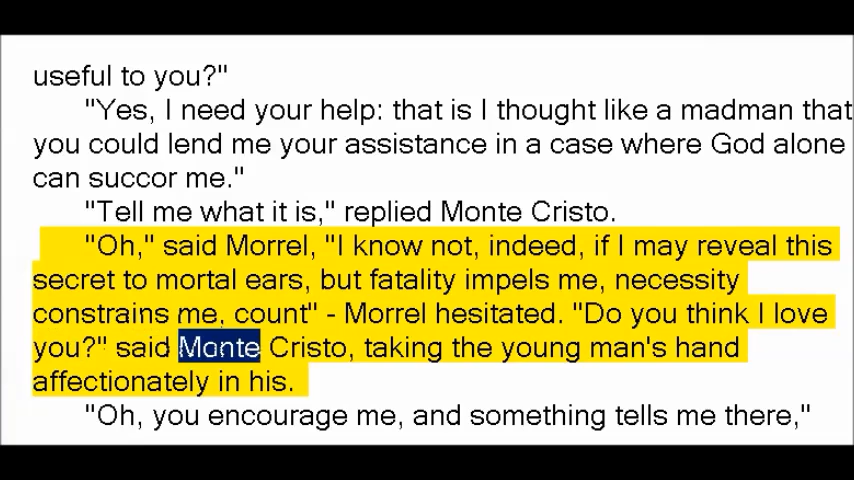 useful to you?"
"Yes, I need your help: that is I thought like a madman that
you could lend me your assistance in a case where God alone
can succor me."
"Tell me what it is," replied Monte Cristo.
"Oh," said Morrel, "I know not, indeed, if I may reveal this
secret to mortal ears, but fatality impels me, necessity
constrains me, count" - Morrel hesitated. "Do you think I love
you?" said Monte Cristo, taking the young man's hand
affectionately in his.
"Oh, you encourage me, and something tells me there,"